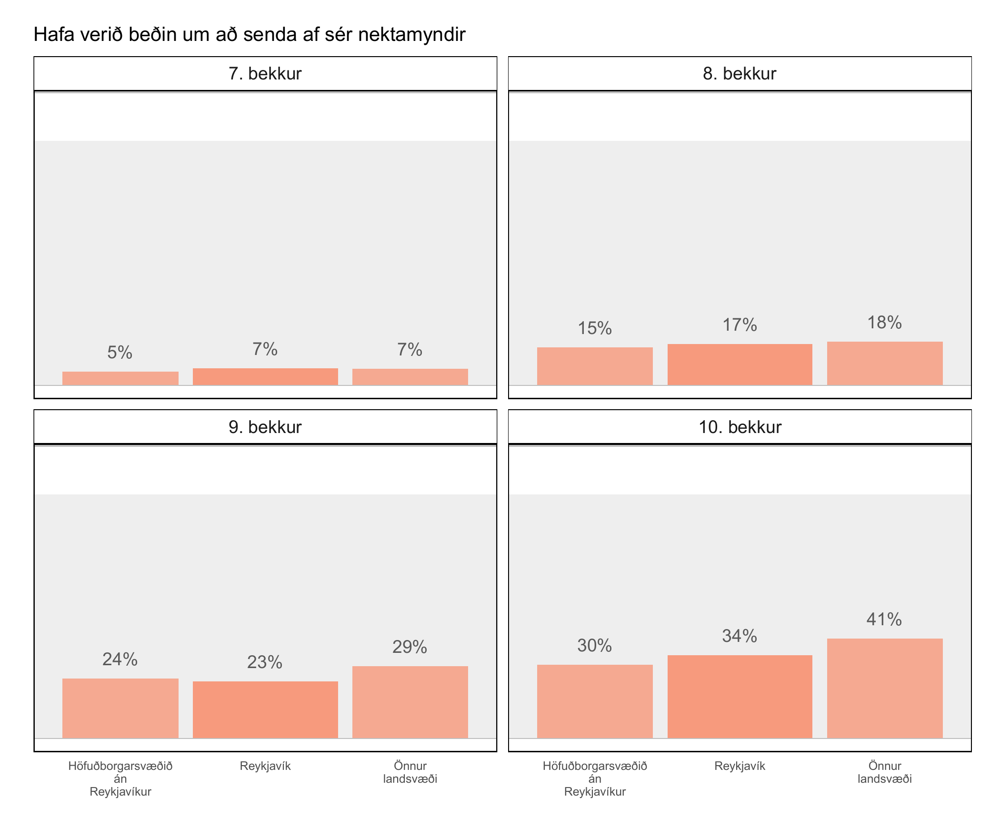 Hafa verið beðin um að senda af sér nektamyndir
7. bekkur
5%
7%
7%
8. bekkur
15%
17%
18%
9. bekkur
24%
23%
29%
10. bekkur
30%
34%
41%
Höfuðborgarsvæðið
án
Reykjavíkur
Reykjavík
Önnur
landsvæði
Höfuðborgarsvæðið
án
Reykjavíkur
Reykjavík
Önnur
landsvæði